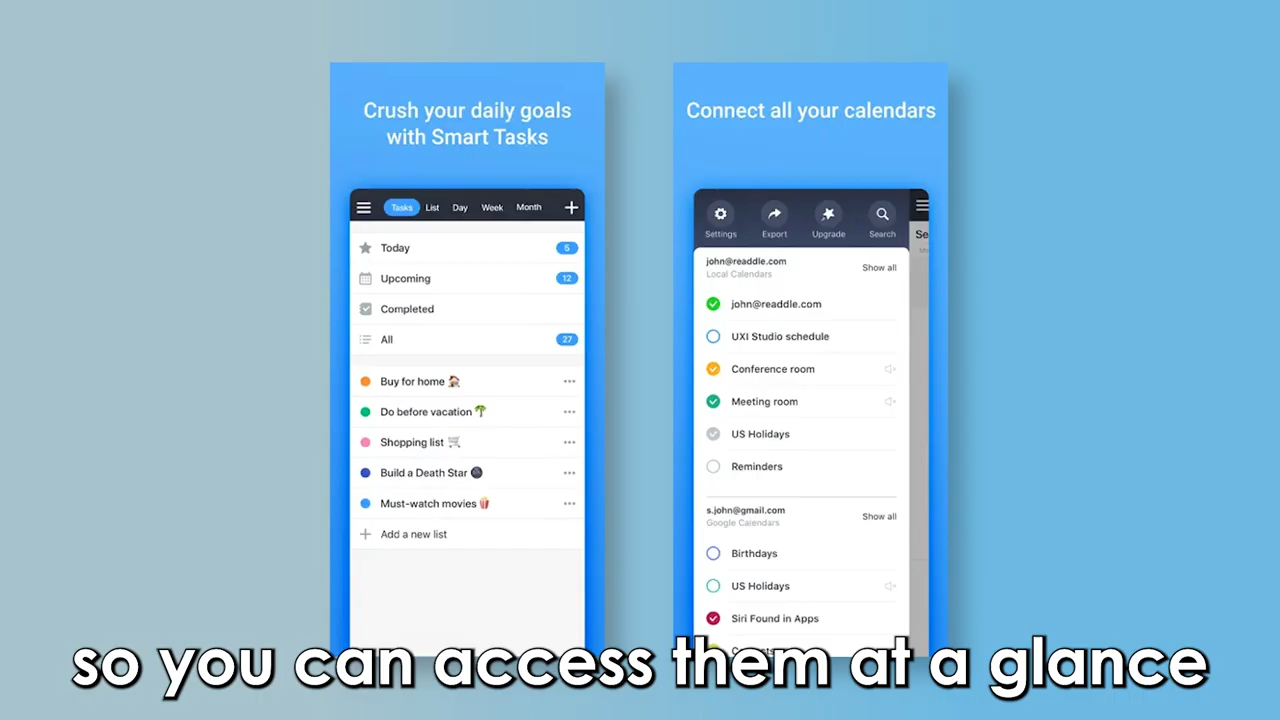 Crush your daily goals
with Smart Tasks
Tasks List Day Week Month
Today 5
Upcoming 12
Completed
All 27
Buy for home
Do before vacation
Shopping list
Build a Death Star
Must-watch movies
Add a new list
Connect all your calendars
Settings Export Upgrade Search
Se
john@readdle.com
Local Calendars Show all
john@readdle.com
UXI Studio schedule
Conference room
Meeting room
US Holidays
Reminders
s.john@gmail.com
Google Calendars Show all
Birthdays
US Holidays
Siri Found in Apps
so you can access them at a glance